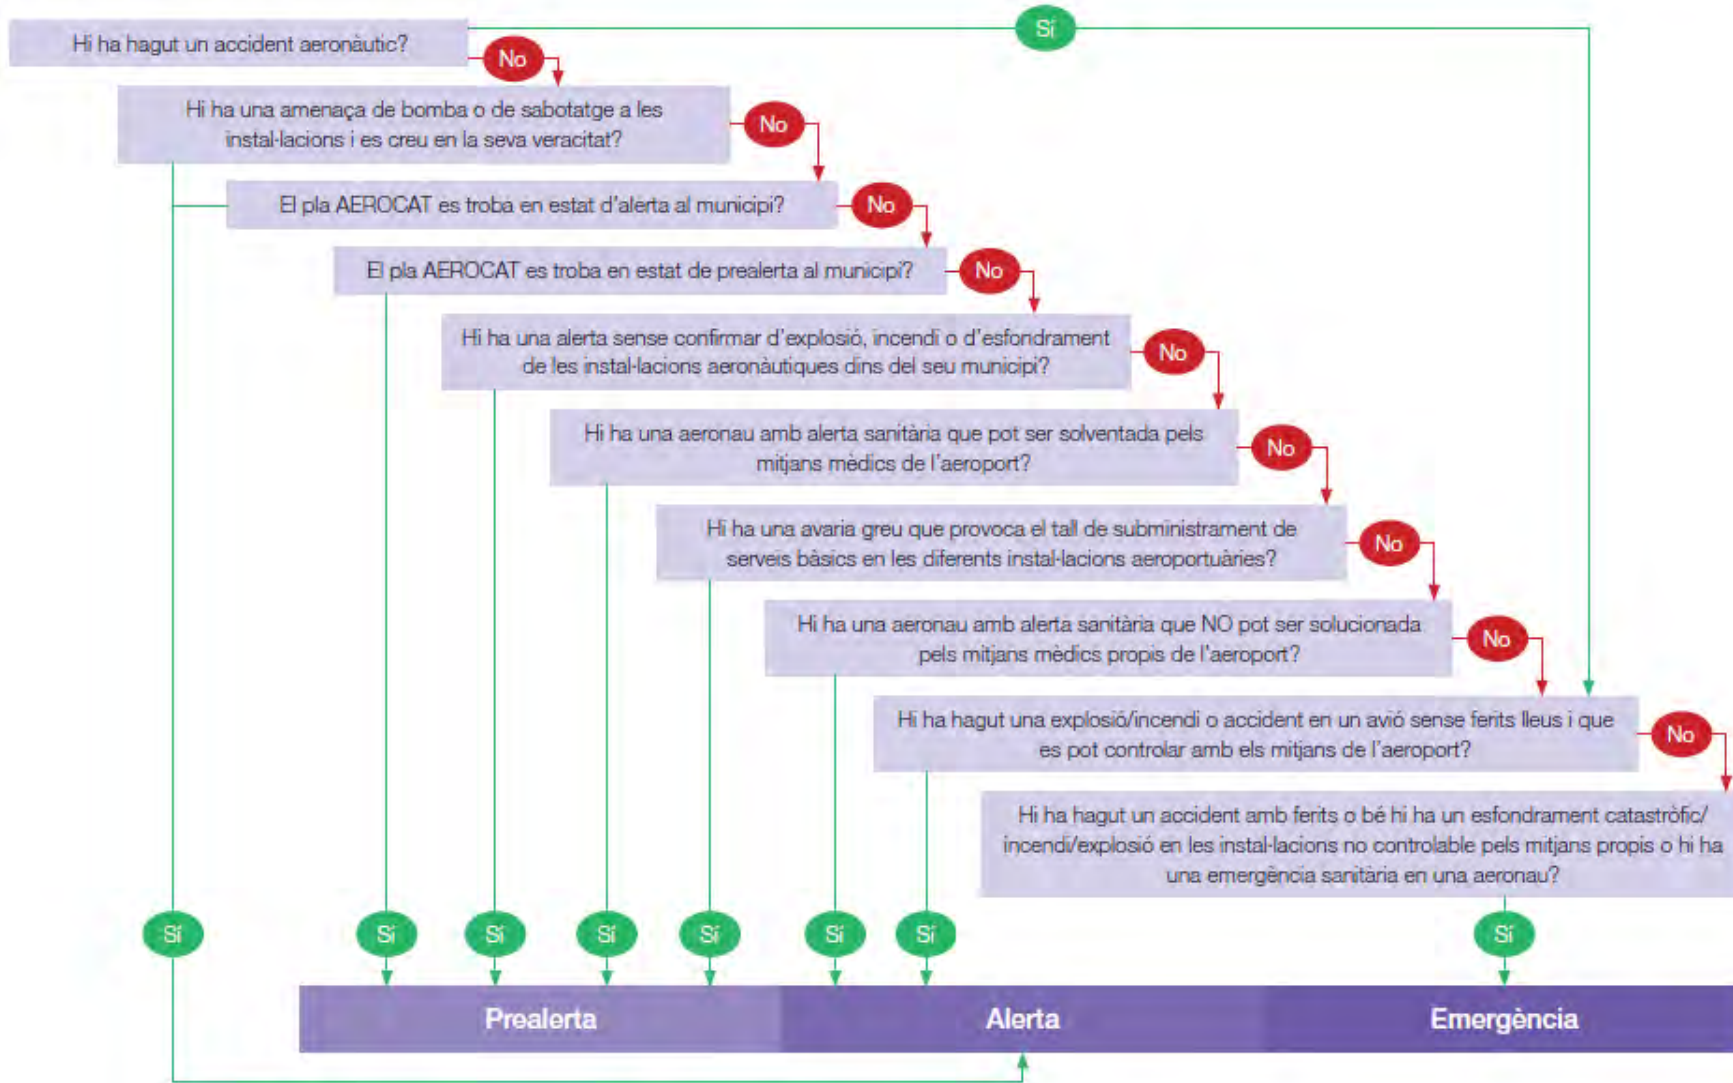 Sí
Hi ha hagut un accident aeronàutic?
No
Hi ha una amenaça de bomba o de sabotatge a les
instal·lacions i es creu en la seva veracitat?
No
El pla AEROCAT es troba en estat d'alerta al municipi?
No
El pla AEROCAT es troba en estat de prealerta al municipi?
No
Hi ha una alerta sense confirmar d'explosió, incendi o d'esfondrament
de les instal·lacions aeronàutiques dins del seu municipi?
No
Hi ha una aeronau amb alerta sanitària que pot ser solventada pels
mitjans mèdics de l'aeroport?
No
Hi ha una avaria greu que provoca el tall de subministrament de
serveis bàsics en les diferents instal·lacions aeroportuàries?
No
Hi ha una aeronau amb alerta sanitària que NO pot ser solucionada
pels mitjans mèdics propis de l'aeroport?
No
Hi ha hagut una explosió/incendi o accident en un avió sense ferits lleus i que
es pot controlar amb els mitjans de l'aeroport?
No
Hi ha hagut un accident amb ferits o bé hi ha un esfondrament catastròfic/
incendi/explosió en les instal·lacions no controlable pels mitjans propis o hi ha
una emergència sanitària en una aeronau?
Sí
Sí
Sí
Sí
Sí
Sí
Sí
Sí
Prealerta
Alerta
Emergència